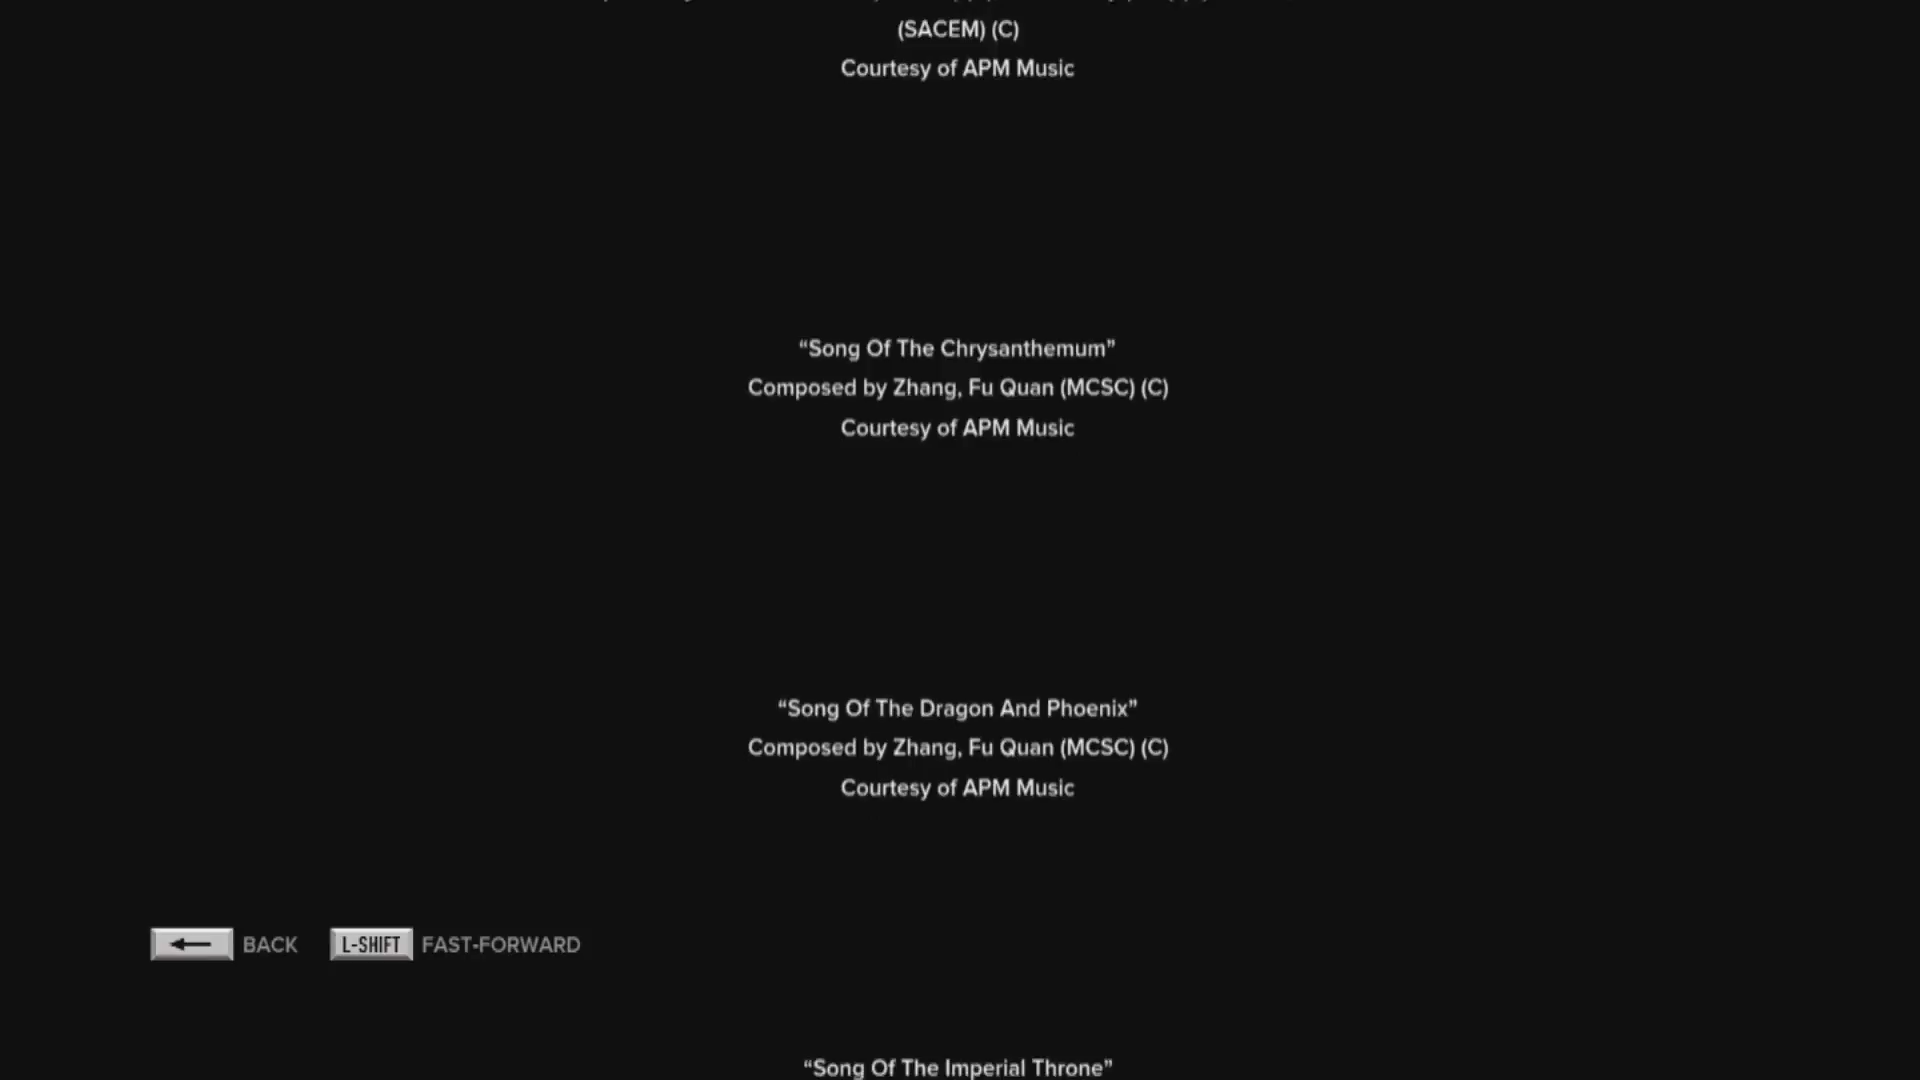 (SACEM) (C)
Courtesy of APM Music
“Song Of The Chrysanthemum”
Composed by Zhang, Fu Quan (MCSC) (C)
Courtesy of APM Music
“Song Of The Dragon And Phoenix”
Composed by Zhang, Fu Quan (MCSC) (C)
Courtesy of APM Music
BACK L-SHIFT FAST-FORWARD
“Song Of The Imperial Throne”